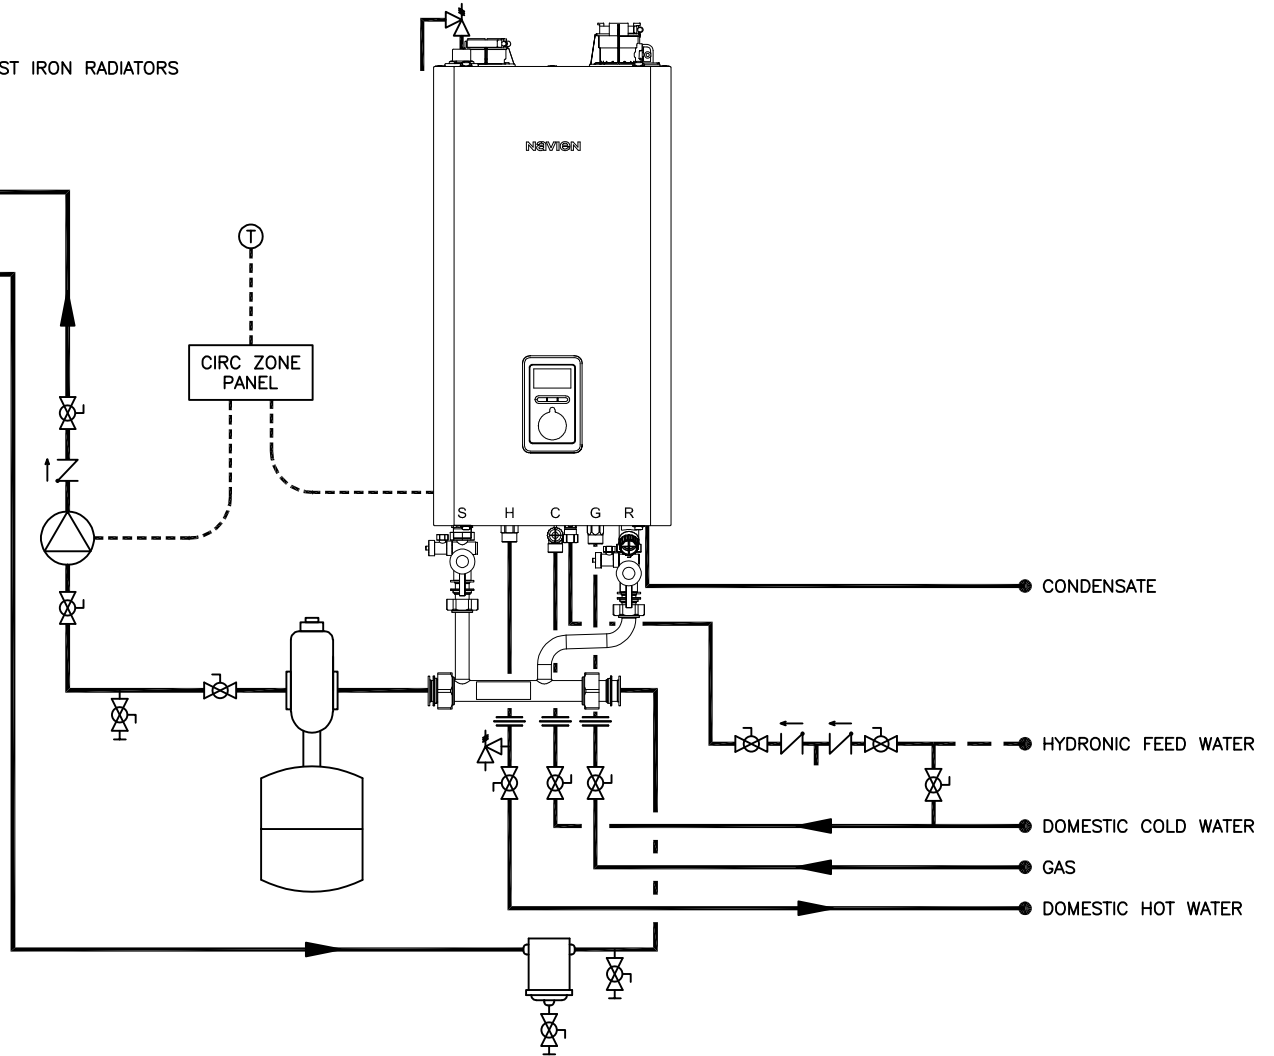 ST IRON RADIATORS
NAVIEN
T
CIRC ZONE
PANEL
S H C G R
CONDENSATE
HYDRONIC FEED WATER
DOMESTIC COLD WATER
GAS
DOMESTIC HOT WATER